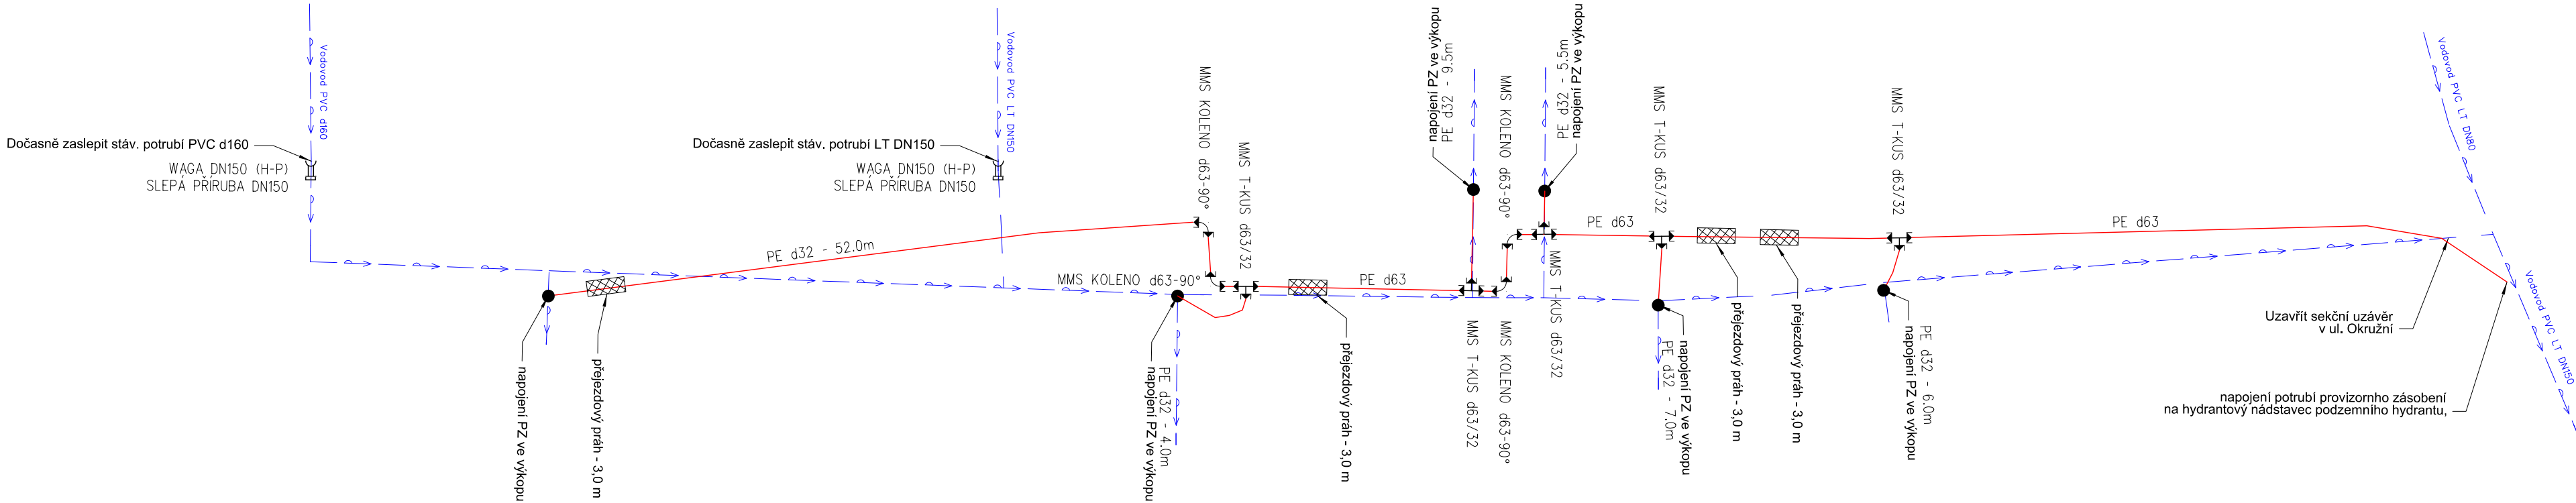 Vodovod PVC d160
Dočasně zaslepit stáv. potrubí PVC d160
WAGA DN150 (H-P)
SLEPÁ PŘÍRUBA DN150
Vodovod PVC LT DN150
Dočasně zaslepit stáv. potrubí LT DN150
WAGA DN150 (H-P)
SLEPÁ PŘÍRUBA DN150
PE d32 - 52.0m
napojení PZ ve výkopu
přejezdový práh - 3,0 m
MMS KOLENO d63-90°
MMS T-KUS d63/32
MMS KOLENO d63-90°
PE d32 - 4.0m
napojení PZ ve výkopu
PE d63
přejezdový práh - 3,0 m
napojení PZ ve výkopu
PE d32 - 9.5m
MMS KOLENO d63-90°
PE d32 - 5.5m
napojení PZ ve výkopu
MMS T-KUS d63/32
MMS KOLENO d63-90°
MMS T-KUS d63/32
PE d63
MMS T-KUS d63/32
napojení PZ ve výkopu
PE d32 - 7.0m
přejezdový práh - 3,0 m
přejezdový práh - 3,0 m
MMS T-KUS d63/32
PE d32 - 6.0m
napojení PZ ve výkopu
PE d63
Vodovod PVC LT DN80
Uzavřít sekční uzávěr
v ul. Okružní
Vodovod PVC LT DN150
napojení potrubi provizornho zásobení
na hydrantový nádstavec podzemního hydrantu,